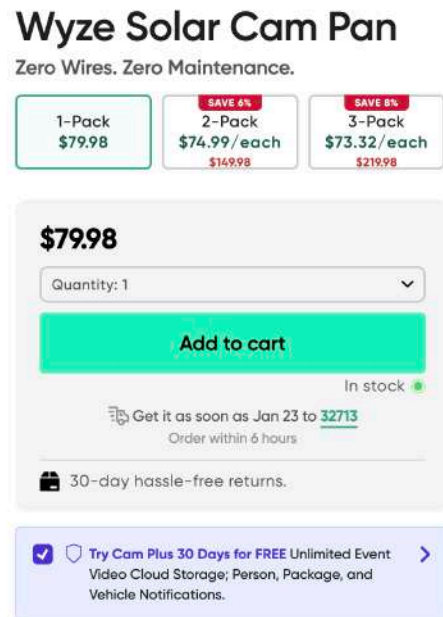 Wyze Solar Cam Pan
Zero Wires. Zero Maintenance.
1-Pack
$79.98
SAVE 6%
2-Pack
$74.99/each
$149.98
SAVE 8%
3-Pack
$73.32/each
$219.98
$79.98
Quantity: 1
Add to cart
In stock
Get it as soon as Jan 23 to 32713
Order within 6 hours
30-day hassle-free returns.
Try Cam Plus 30 Days for FREE Unlimited Event
Video Cloud Storage; Person, Package, and
Vehicle Notifications.